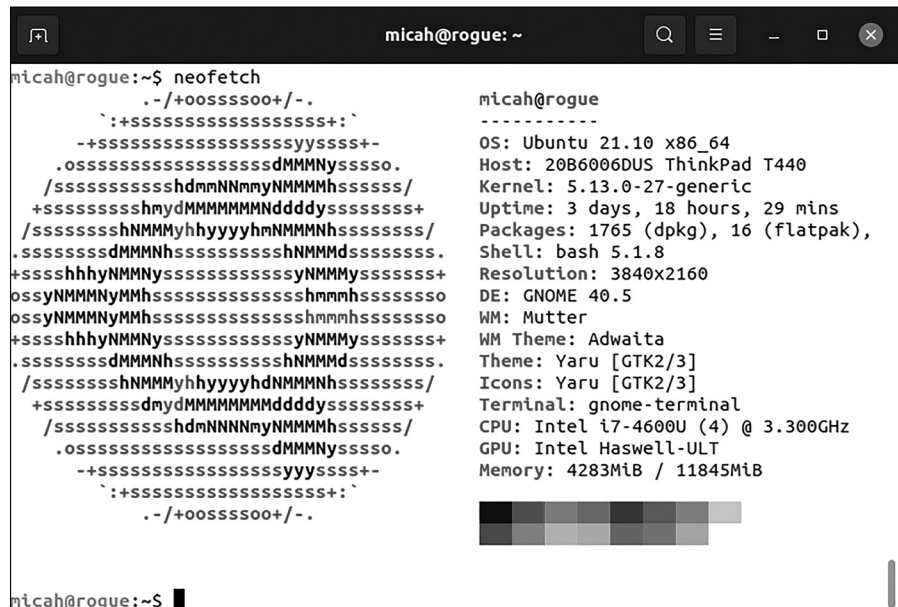 micah@rogue: ~
micah@rogue:~$ neofetch
.-/+oossssoo+/-. micah@rogue
`:+ssssssssssssssssss+:` -----------
-+ssssssssssssssssssyyssss+- OS: Ubuntu 21.10 x86_64
.ossssssssssssssssssdMMMNysssso. Host: 20B6006DUS ThinkPad T440
/ssssssssssshdmmNNmmyNMMMMhssssss/ Kernel: 5.13.0-27-generic
+ssssssssshmydMMMMMMMNddddyssssssss+ Uptime: 3 days, 18 hours, 29 mins
/sssssssshNMMMyhhyyyyhmNMMMNhssssssss/ Packages: 1765 (dpkg), 16 (flatpak),
.ssssssssdMMMNhsssssssssshNMMMdssssssss. Shell: bash 5.1.8
+sssshhhyNMMNyssssssssssssyNMMMysssssss+ Resolution: 3840x2160
ossyNMMMNyMMhsssssssssssssshmmmhssssssso DE: GNOME 40.5
ossyNMMMNyMMhsssssssssssssshmmmhssssssso WM: Mutter
+sssshhhyNMMNyssssssssssssyNMMMysssssss+ WM Theme: Adwaita
.ssssssssdMMMNhsssssssssshNMMMdssssssss. Theme: Yaru [GTK2/3]
/sssssssshNMMMyhhyyyyhdNMMMNhssssssss/ Icons: Yaru [GTK2/3]
+sssssssssdmydMMMMMMMMddddyssssssss+ Terminal: gnome-terminal
/ssssssssssshdmNNNNmyNMMMMhssssss/ CPU: Intel i7-4600U (4) @ 3.300GHz
.ossssssssssssssssssdMMMNysssso. GPU: Intel Haswell-ULT
-+sssssssssssssssssyyyssss+- Memory: 4283MiB / 11845MiB
`:+ssssssssssssssssss+:`
.-/+oossssoo+/-.
micah@rogue:~$